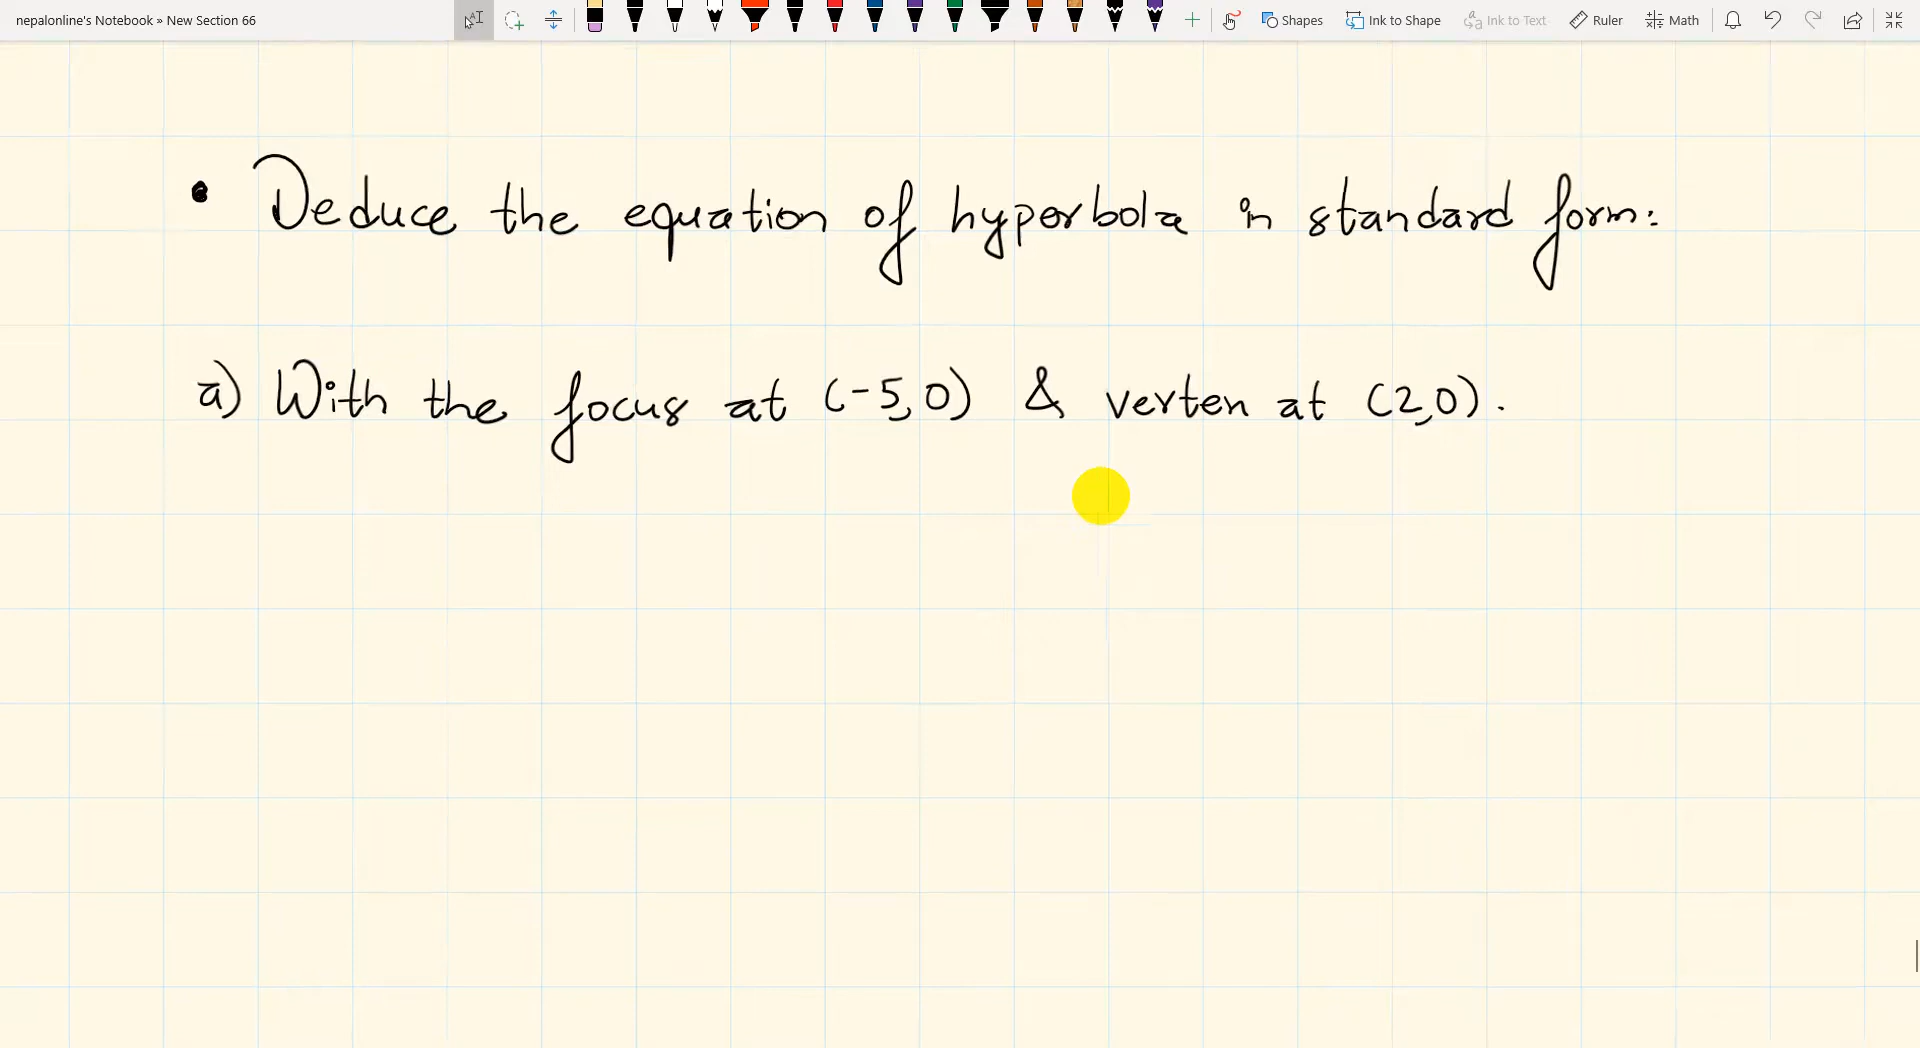 nepalonline's Notebook » New Section 66
Shapes
Ink to Shape
Ink to Text
Ruler
Math
• Deduce the equation of hyperbola in standard form:
a) With the focus at (-5,0) & verten at (2,0).